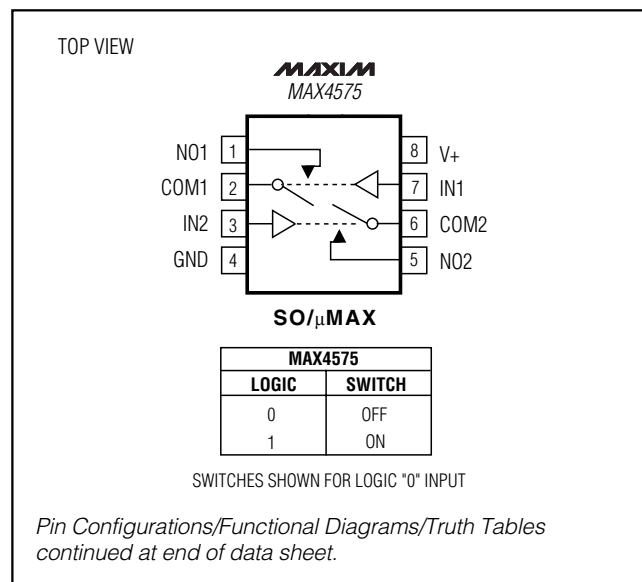 TOP VIEW
MAXIM
MAX4575
NO1 1 8 V+
COM1 2 7 IN1
IN2 3 6 COM2
GND 4 5 NO2
SO/μMAX
MAX4575
LOGIC SWITCH
0 OFF
1 ON
SWITCHES SHOWN FOR LOGIC "0" INPUT
Pin Configurations/Functional Diagrams/Truth Tables
continued at end of data sheet.